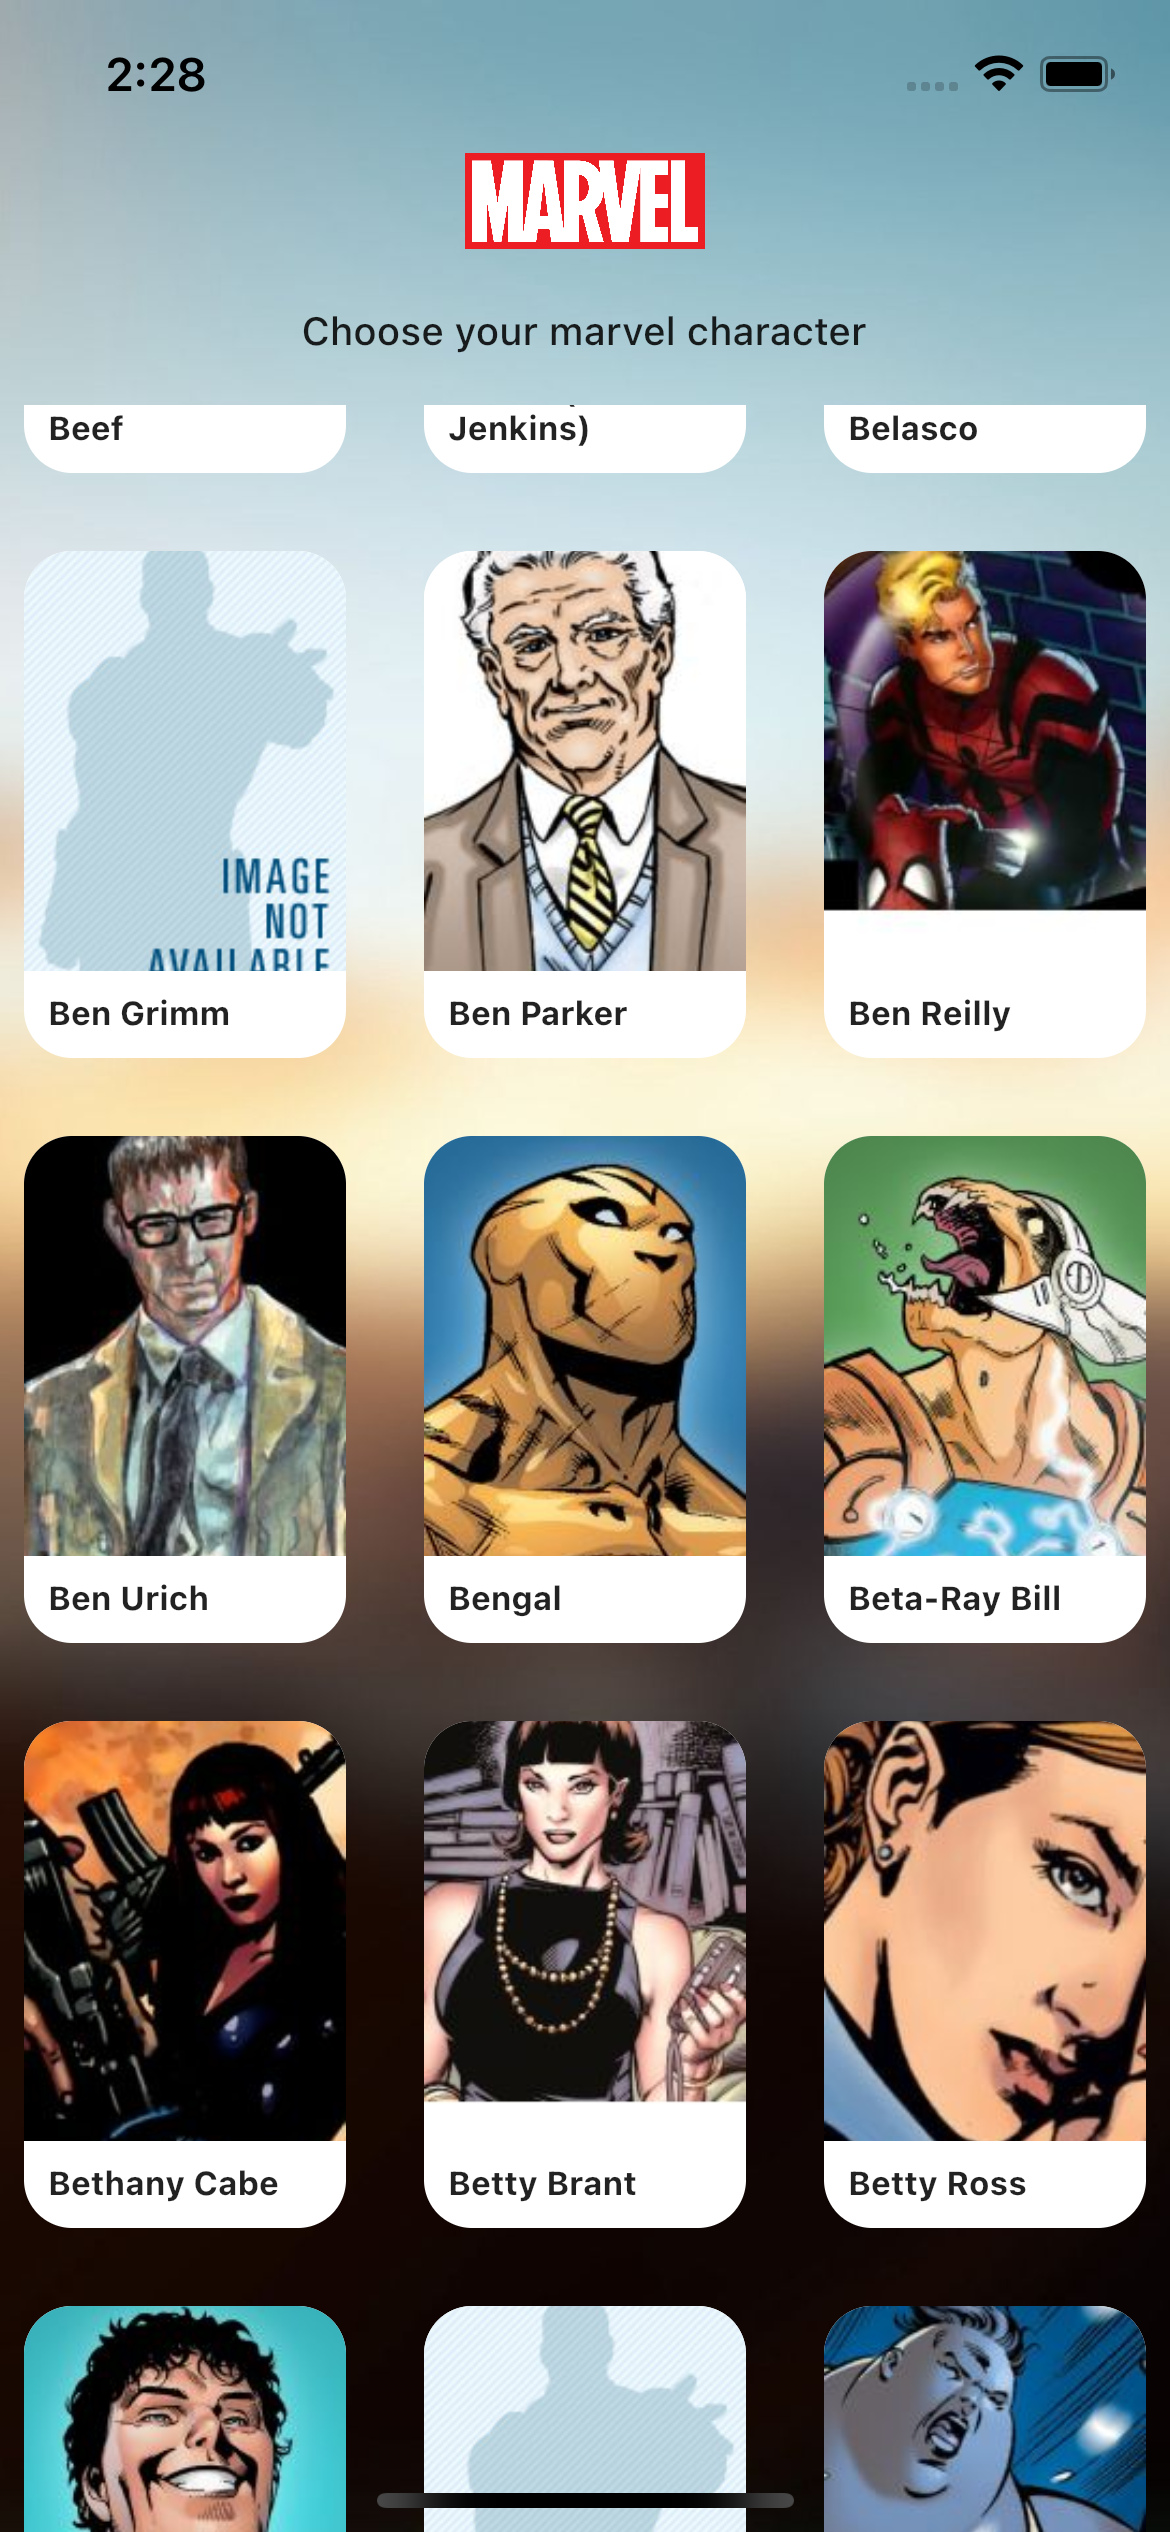 2:28
MARVEL
Choose your marvel character
Beef
Jenkins)
Belasco
IMAGE
NOT
AVAILABLE
Ben Grimm
Ben Parker
Ben Reilly
Ben Urich
Bengal
Beta-Ray Bill
Bethany Cabe
Betty Brant
Betty Ross